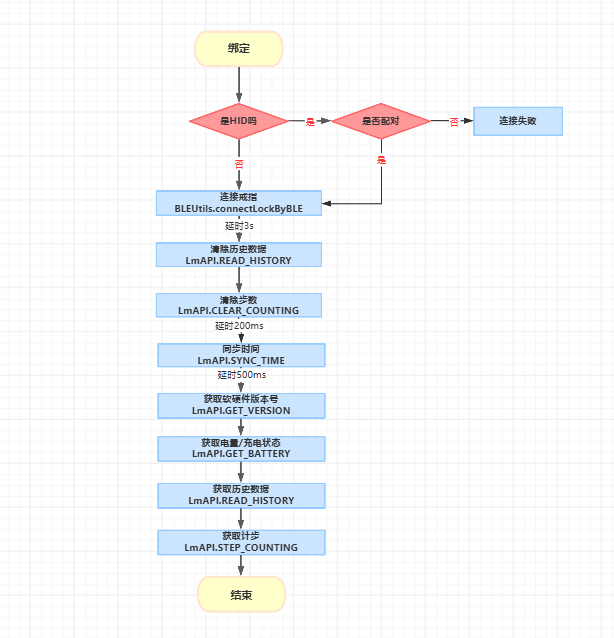 绑定
是HID吗
是
是否配对
否
连接失败
否
是
连接戒指
BLEUtils.connectLockByBLE
延时3s
清除历史数据
LmAPI.READ_HISTORY
清除步数
LmAPI.CLEAR_COUNTING
延时200ms
同步时间
LmAPI.SYNC_TIME
延时500ms
获取软硬件版本号
LmAPI.GET_VERSION
获取电量/充电状态
LmAPI.GET_BATTERY
获取历史数据
LmAPI.READ_HISTORY
获取计步
LmAPI.STEP_COUNTING
结束